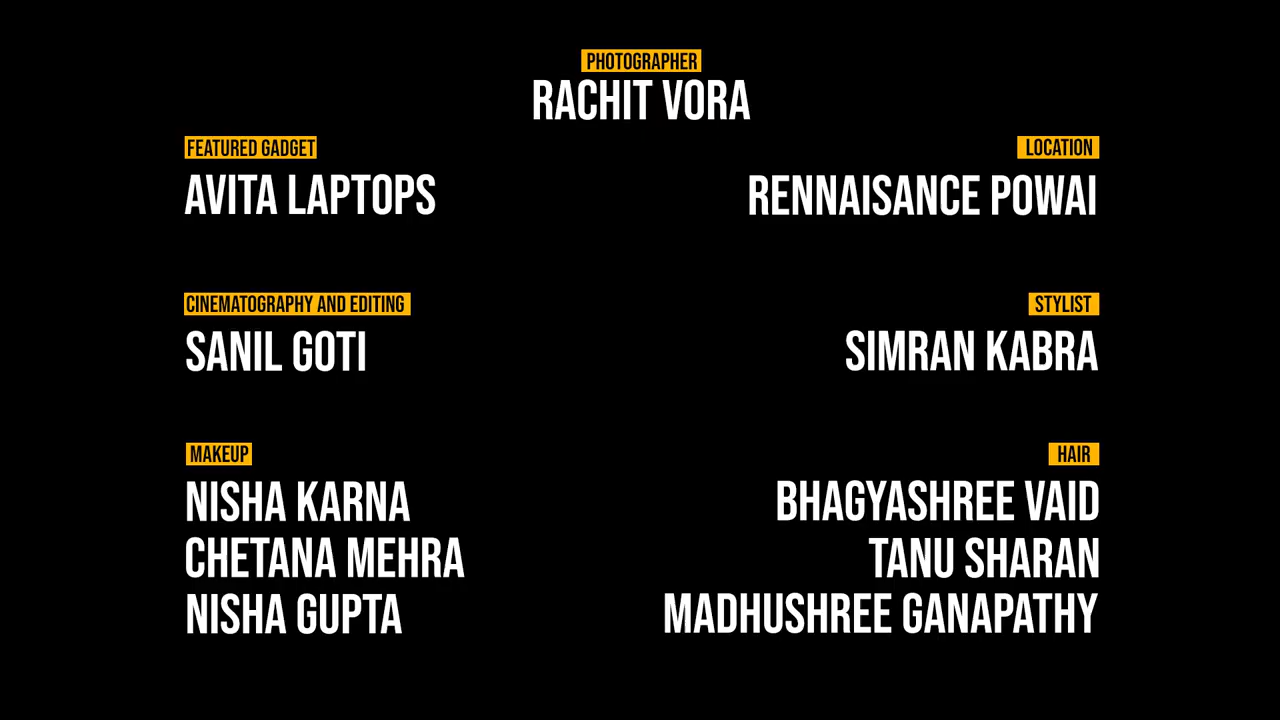 PHOTOGRAPHER
RACHIT VORA
FEATURED GADGET
AVITA LAPTOPS
LOCATION
RENNAISANCE POWAI
CINEMATOGRAPHY AND EDITING
SANIL GOTI
STYLIST
SIMRAN KABRA
MAKEUP
NISHA KARNA
CHETANA MEHRA
NISHA GUPTA
HAIR
BHAGYASHREE VAID
TANU SHARAN
MADHUSHREE GANAPATHY